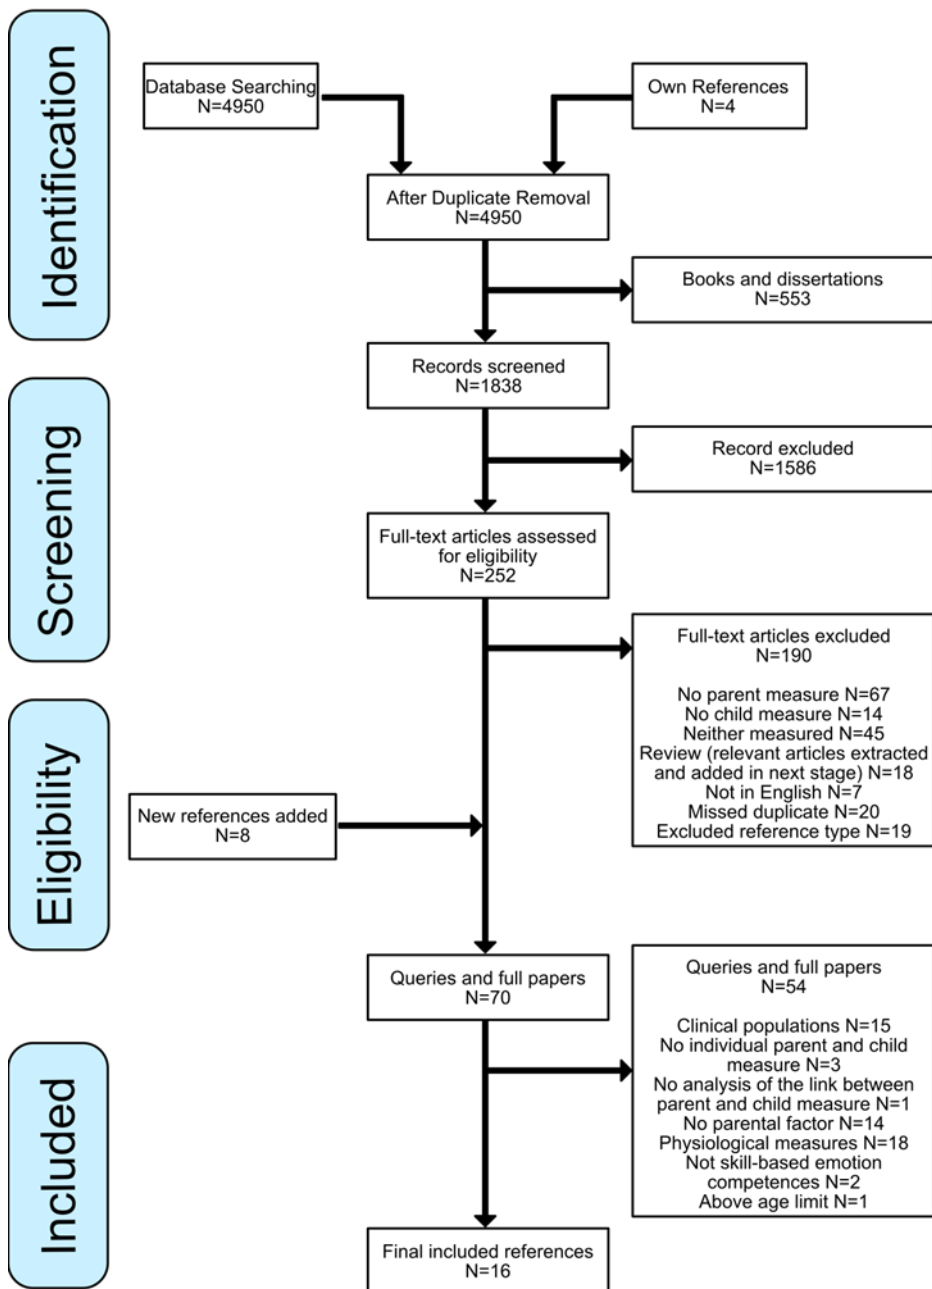 Identification
Database Searching
N=4950
Own References
N=4
After Duplicate Removal
N=4950
Books and dissertations
N=553
Records screened
N=1838
Screening
Record excluded
N=1586
Full-text articles assessed
for eligibility
N=252
Full-text articles excluded
N=190
No parent measure N=67
No child measure N=14
Neither measured N=45
Review (relevant articles extracted
and added in next stage) N=18
Not in English N=7
Missed duplicate N=20
Excluded reference type N=19
Eligibility
New references added
N=8
Queries and full papers
N=70
Queries and full papers
N=54
Clinical populations N=15
No individual parent and child
measure N=3
No analysis of the link between
parent and child measure N=1
No parental factor N=14
Physiological measures N=18
Not skill-based emotion
competences N=2
Above age limit N=1
Included
Final included references
N=16